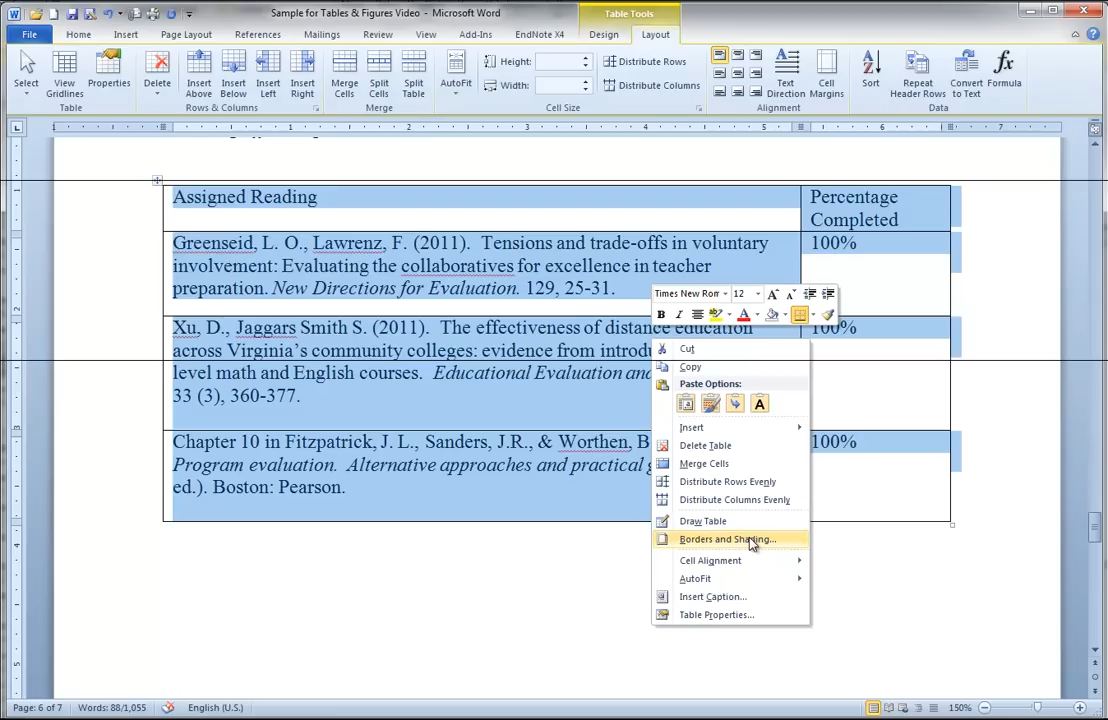 Sample for Tables & Figures Video - Microsoft Word
Table Tools
File Home Insert Page Layout References Mailings Review View Add-Ins EndNote X4 Design Layout
Select
View Gridlines
Properties
Delete
Insert Above
Insert Below
Insert Left
Insert Right
Merge Cells
Split Cells
Split Table
AutoFit
Height:
Width:
Distribute Rows
Distribute Columns
Text Direction
Cell Margins
Sort
Repeat Header Rows
Convert to Text
Formula
Table Rows & Columns Merge Cell Size Alignment Data
1 1 2 3 4 5 6 7
Assigned Reading
Percentage
Completed
Greenseid, L. O., Lawrenz, F. (2011). Tensions and trade-offs in voluntary
involvement: Evaluating the collaboratives for excellence in teacher
preparation. New Directions for Evaluation. 129, 25-31.
100%
Xu, D., Jaggars Smith S. (2011). The effectiveness of distance education
across Virginia's community colleges: evidence from introdu
level math and English courses. Educational Evaluation and
33 (3), 360-377.
100%
Chapter 10 in Fitzpatrick, J. L., Sanders, J.R., & Worthen, B
Program evaluation. Alternative approaches and practical g
ed.). Boston: Pearson.
100%
Times New Ron 12
Cut
Copy
Paste Options:
Insert
Delete Table
Merge Cells
Distribute Rows Evenly
Distribute Columns Evenly
Draw Table
Borders and Shading...
Cell Alignment
AutoFit
Insert Caption...
Table Properties...
Page: 6 of 7 Words: 88/1,055 English (U.S.) 150%